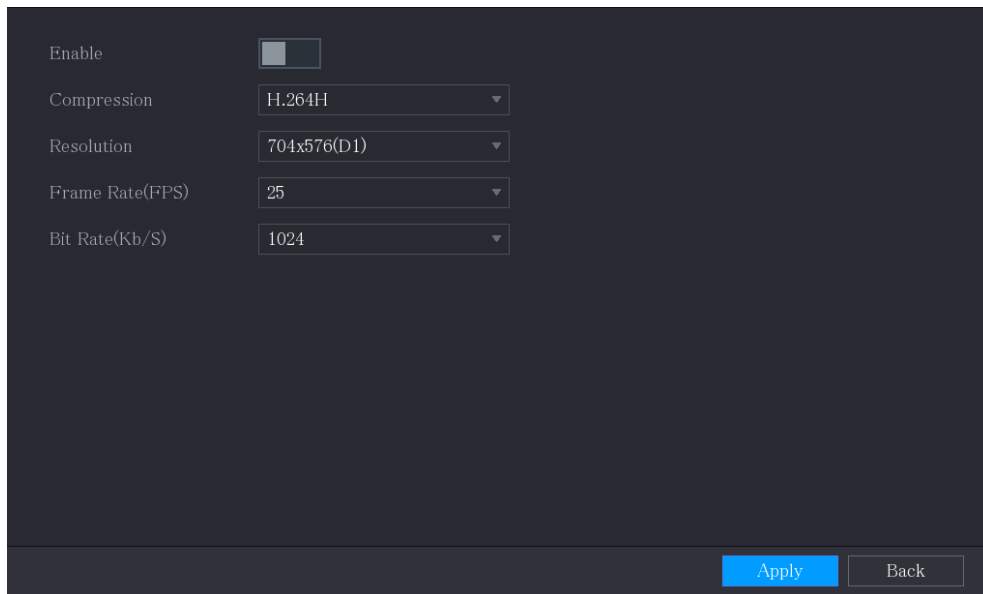 Enable
Compression H.264H
Resolution 704x576(D1)
Frame Rate(FPS) 25
Bit Rate(Kb/S) 1024
Apply Back